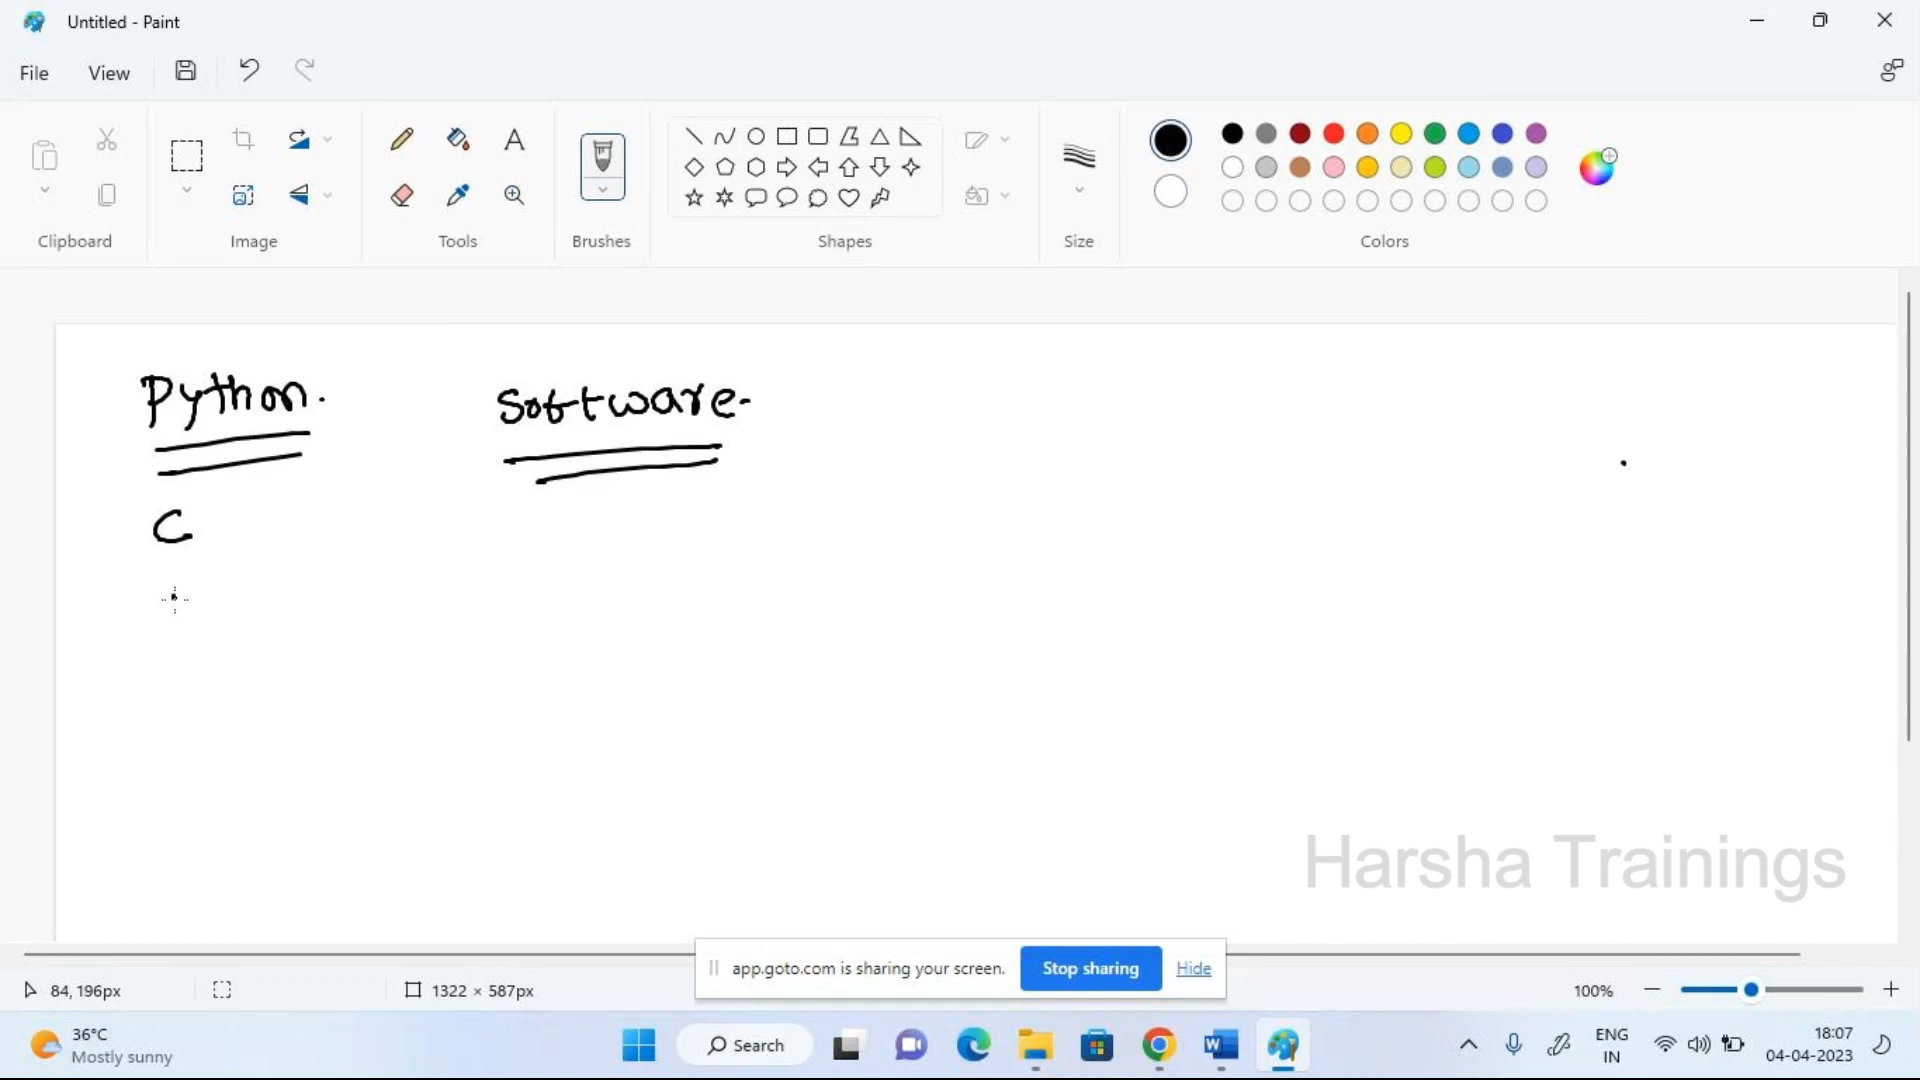 Untitled - Paint
File View
Clipboard
Image
Tools
Brushes
Shapes
Size
Colors
Python. Software.
C
Harsha Trainings
app.goto.com is sharing your screen. Stop sharing Hide
84, 196px
1322 × 587px
100%
36°C
Mostly sunny
Search
ENG
IN
18:07
04-04-2023